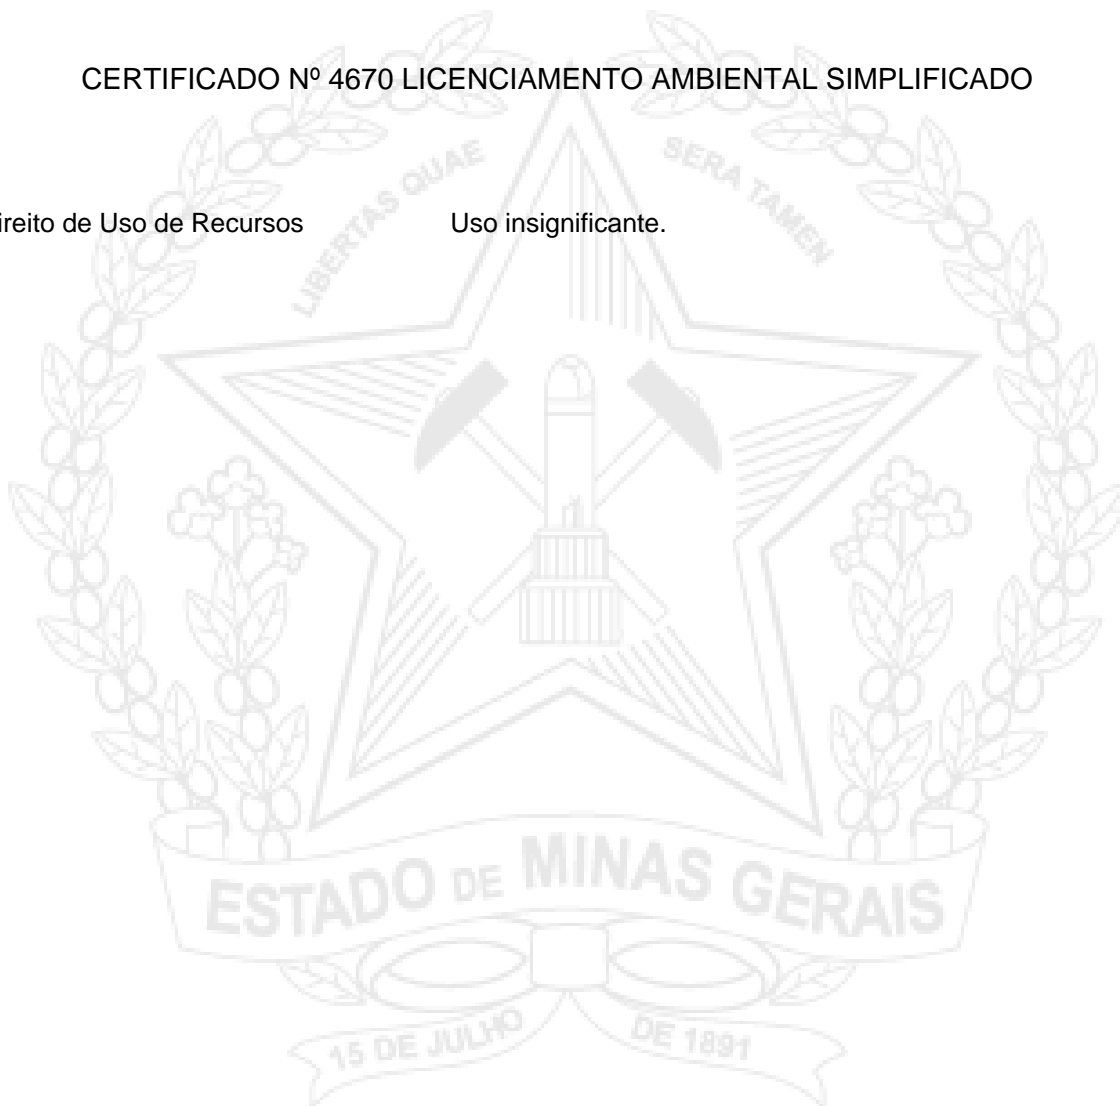 CERTIFICADO Nº 4670 LICENCIAMENTO AMBIENTAL SIMPLIFICADO
LIBERTAS QUAE SERA TAMEN
ireito de Uso de Recursos Uso insignificante.
ESTADO DE MINAS GERAIS
15 DE JULHO DE 1891